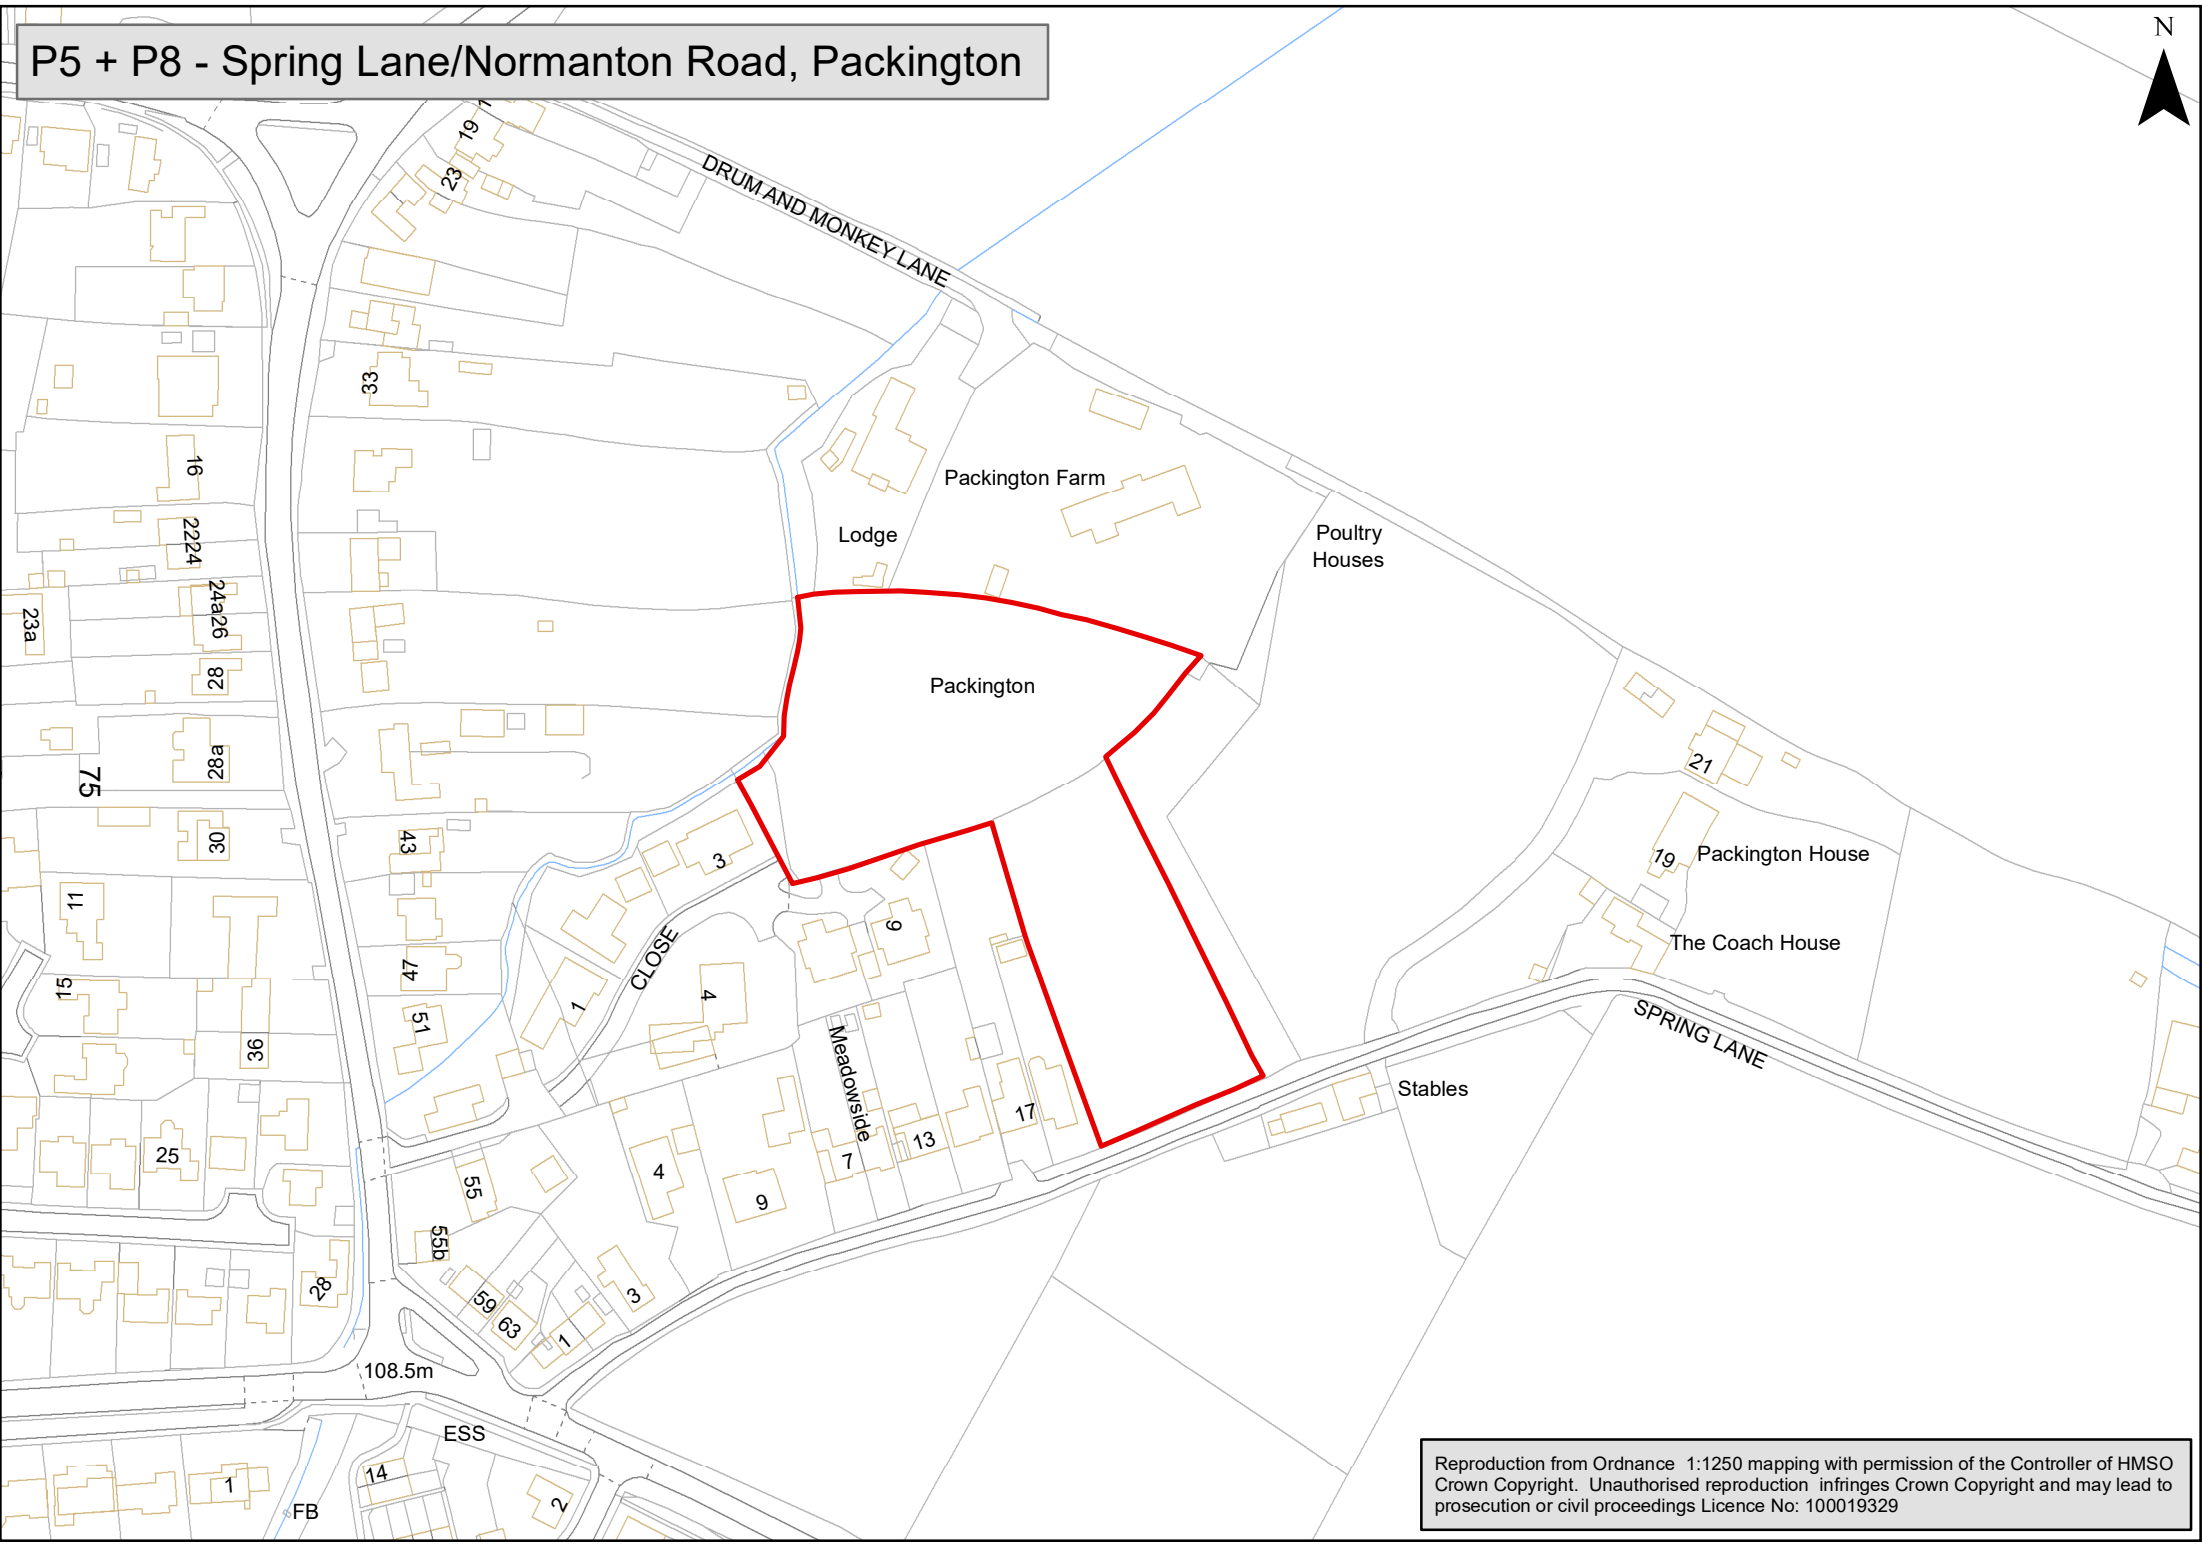 P5 + P8 - Spring Lane/Normanton Road, Packington
N
19
23
DRUM AND MONKEY LANE
33
16
Packington Farm
2224
Lodge
Poultry
Houses
24a26
23a
28
Packington
28a
75
21
30
43
3
19
Packington House
11
9
The Coach House
CLOSE
47
15
4
1
51
SPRING LANE
36
Meadowside
Stables
17
13
25
7
4
55
9
55b
28
59
3
63
1
108.5m
ESS
14
1
2
FB
Reproduction from Ordnance 1:1250 mapping with permission of the Controller of HMSO
Crown Copyright. Unauthorised reproduction infringes Crown Copyright and may lead to
prosecution or civil proceedings Licence No: 100019329